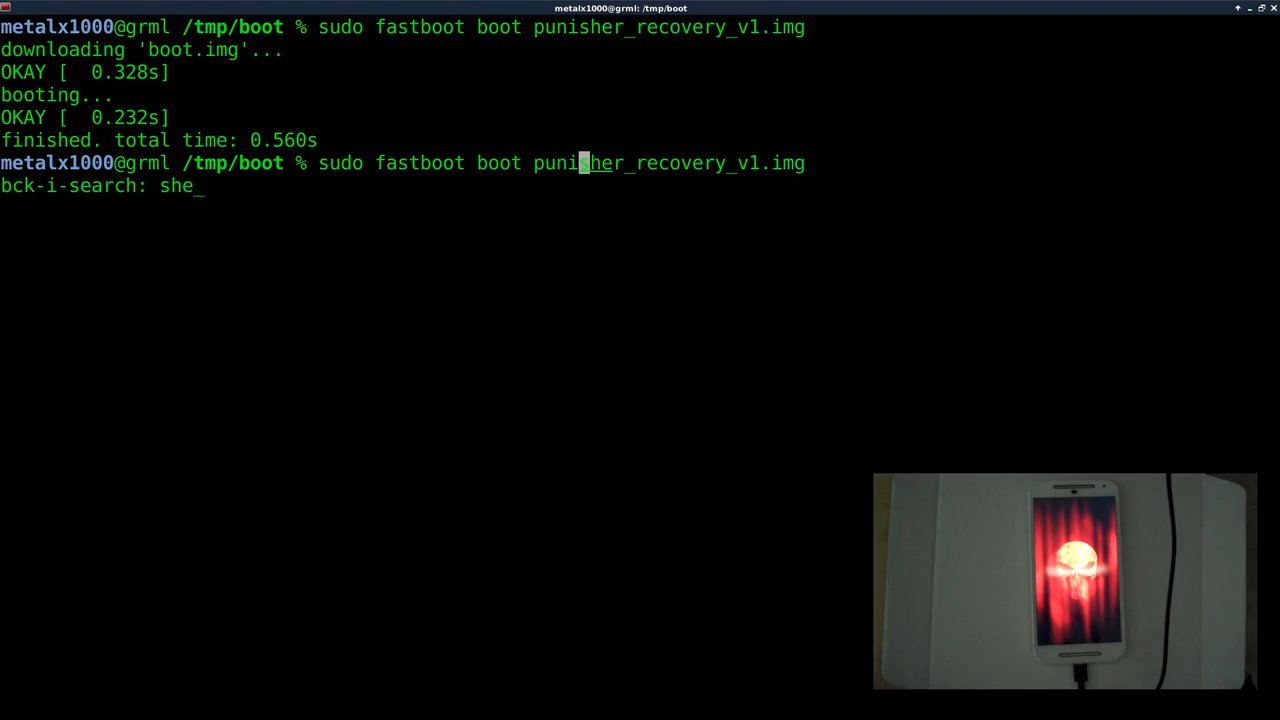 metalx1000@grml: /tmp/boot
metalx1000@grml /tmp/boot % sudo fastboot boot punisher_recovery_v1.img
downloading 'boot.img'...
OKAY [  0.328s]
booting...
OKAY [  0.232s]
finished. total time: 0.560s
metalx1000@grml /tmp/boot % sudo fastboot boot punisher_recovery_v1.img
bck-i-search: she_